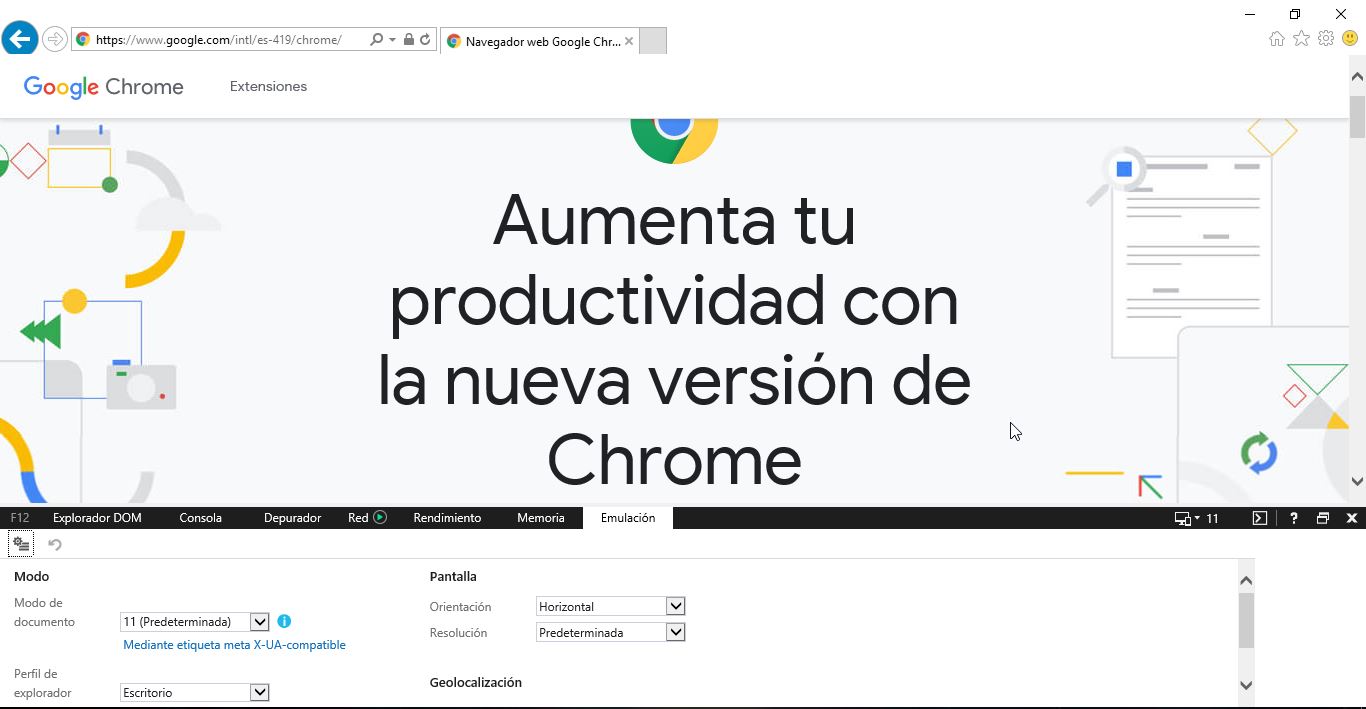 https://www.google.com/intl/es-419/chrome/
Navegador web Google Chr...
Google Chrome
Extensiones
Aumenta tu
productividad con
la nueva versión de
Chrome
F12 Explorador DOM Consola Depurador Red Rendimiento Memoria Emulación 11 ?
Modo
Modo de
documento
11 (Predeterminada)
Mediante etiqueta meta X-UA-compatible
Perfil de
explorador
Escritorio
Pantalla
Orientación
Horizontal
Resolución
Predeterminada
Geolocalización